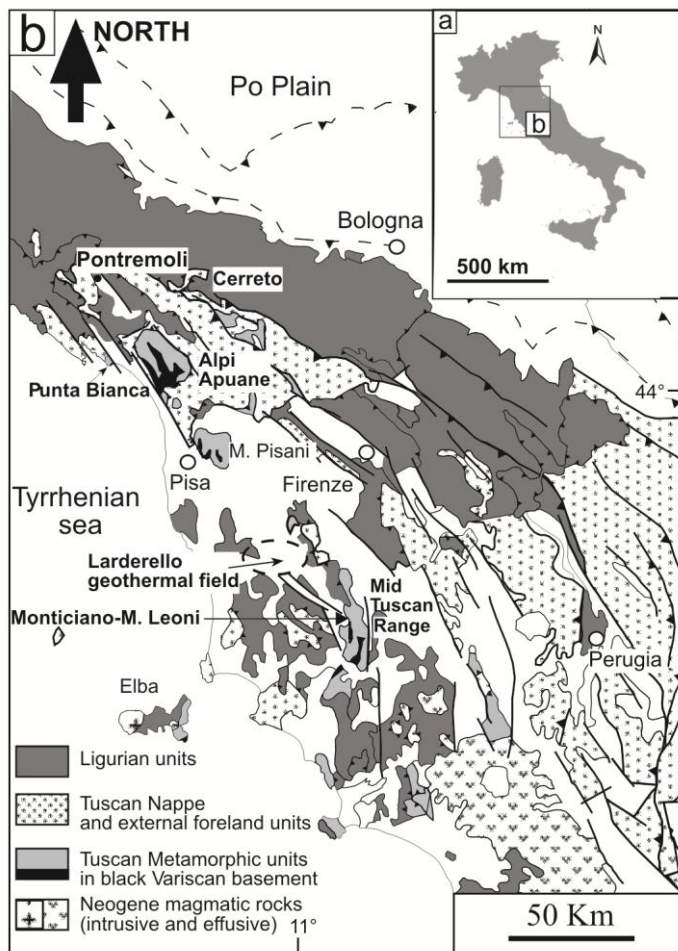 b
NORTH
a
N
Po Plain
b
500 km
Bologna
Pontremoli
Cerreto
Alpi
Apuane
Punta Bianca
44°
M. Pisani
Pisa
Firenze
Tyrrhenian
sea
Larderello
geothermal field
Mid
Tuscan
Range
Monticiano-M. Leoni
Perugia
Elba
Ligurian units
Tuscan Nappe
and external foreland units
Tuscan Metamorphic units
in black Variscan basement
Neogene magmatic rocks
(intrusive and effusive)
11°
50 Km